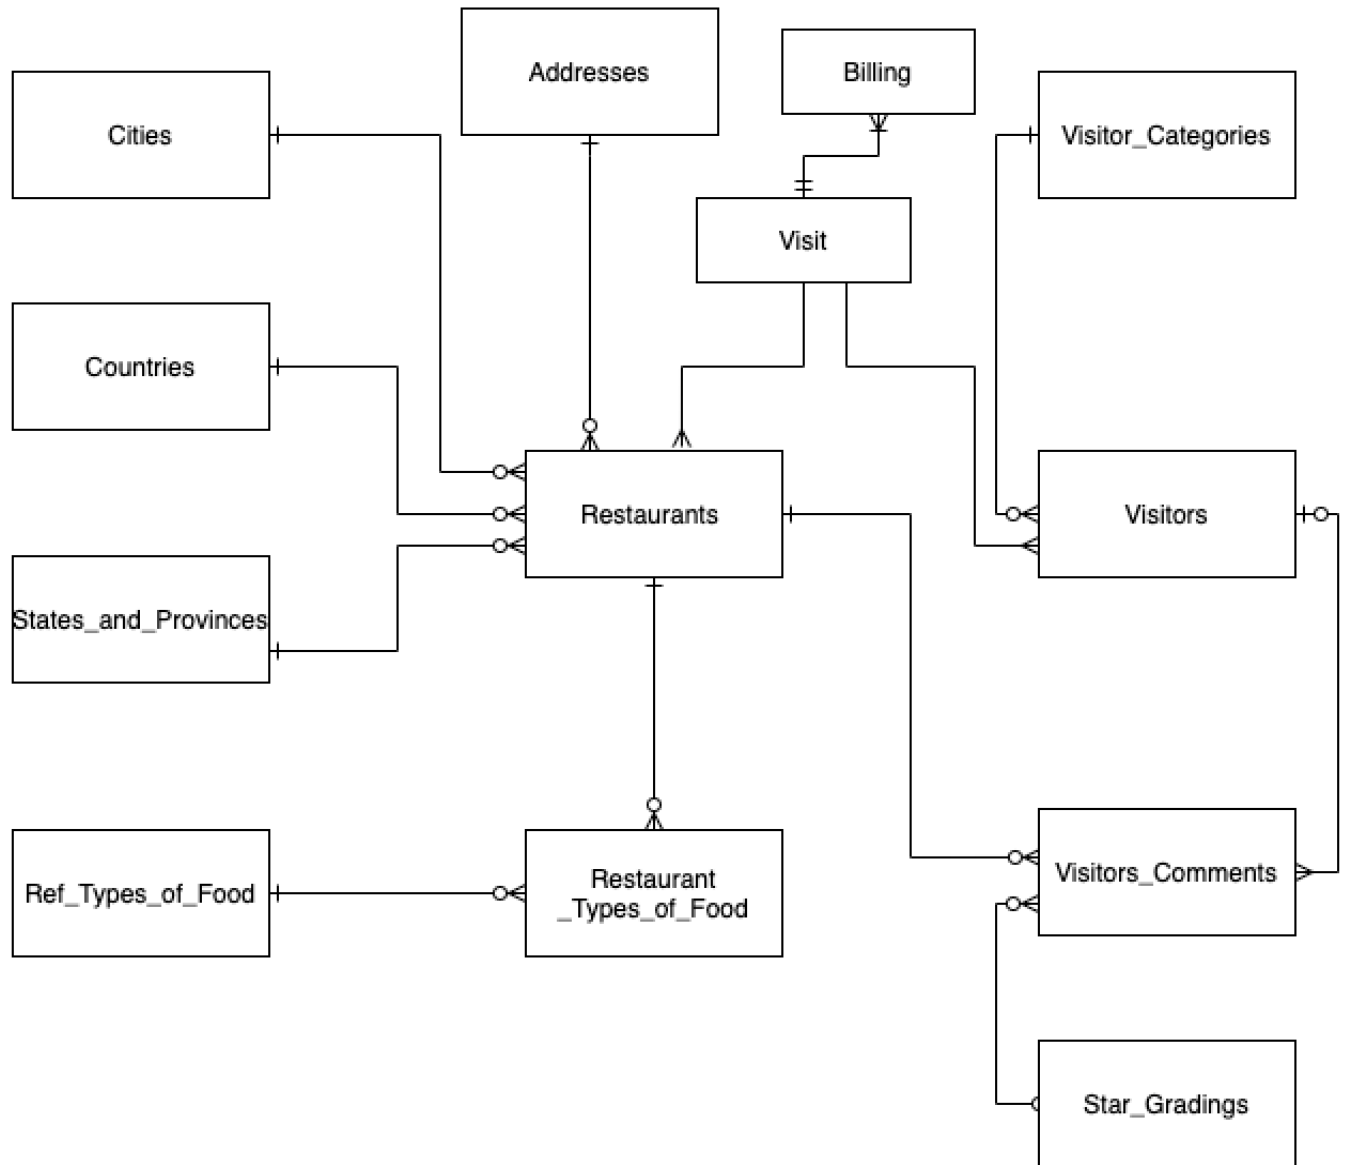 Addresses
Billing
Cities
Visitor_Categories
Visit
Countries
Restaurants
Visitors
States_and_Provinces
Ref_Types_of_Food
Restaurant
_Types_of_Food
Visitors_Comments
Star_Gradings